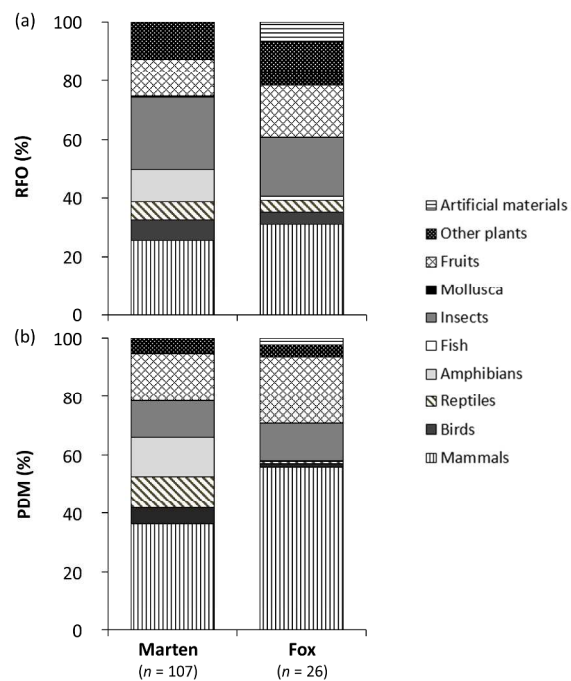 (a)
100
80
60
40
20
0
RFO (%)
(b)
100
80
60
40
20
0
PDM (%)
Marten
(n = 107)
Fox
(n = 26)
Artificial materials
Other plants
Fruits
Mollusca
Insects
Fish
Amphibians
Reptiles
Birds
Mammals